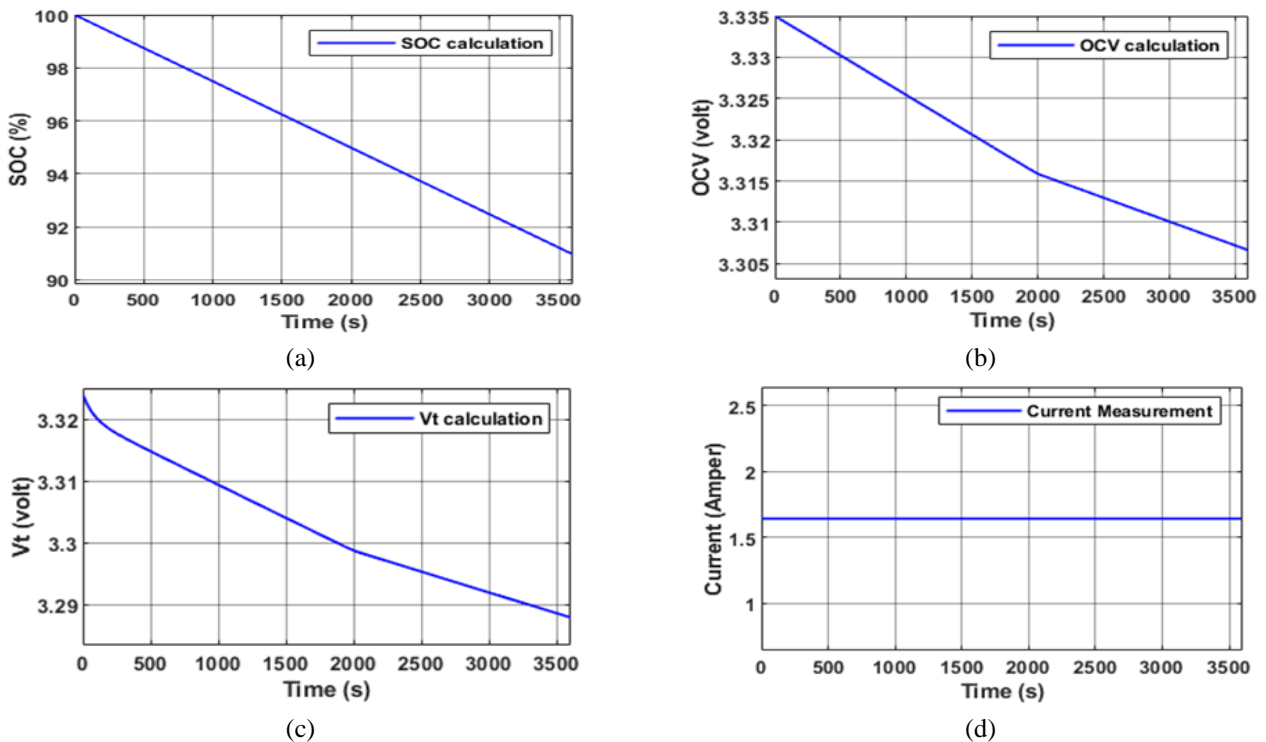 SOC calculation
SOC (%)
100
98
96
94
92
90
0 500 1000 1500 2000 2500 3000 3500
Time (s)
(a)
OCV calculation
OCV (volt)
3.335
3.33
3.325
3.32
3.315
3.31
3.305
0 500 1000 1500 2000 2500 3000 3500
Time (s)
(b)
Vt calculation
Vt (volt)
3.32
3.31
3.3
3.29
0 500 1000 1500 2000 2500 3000 3500
Time (s)
(c)
Current Measurement
Current (Amper)
2.5
2
1.5
1
0 500 1000 1500 2000 2500 3000 3500
Time (s)
(d)